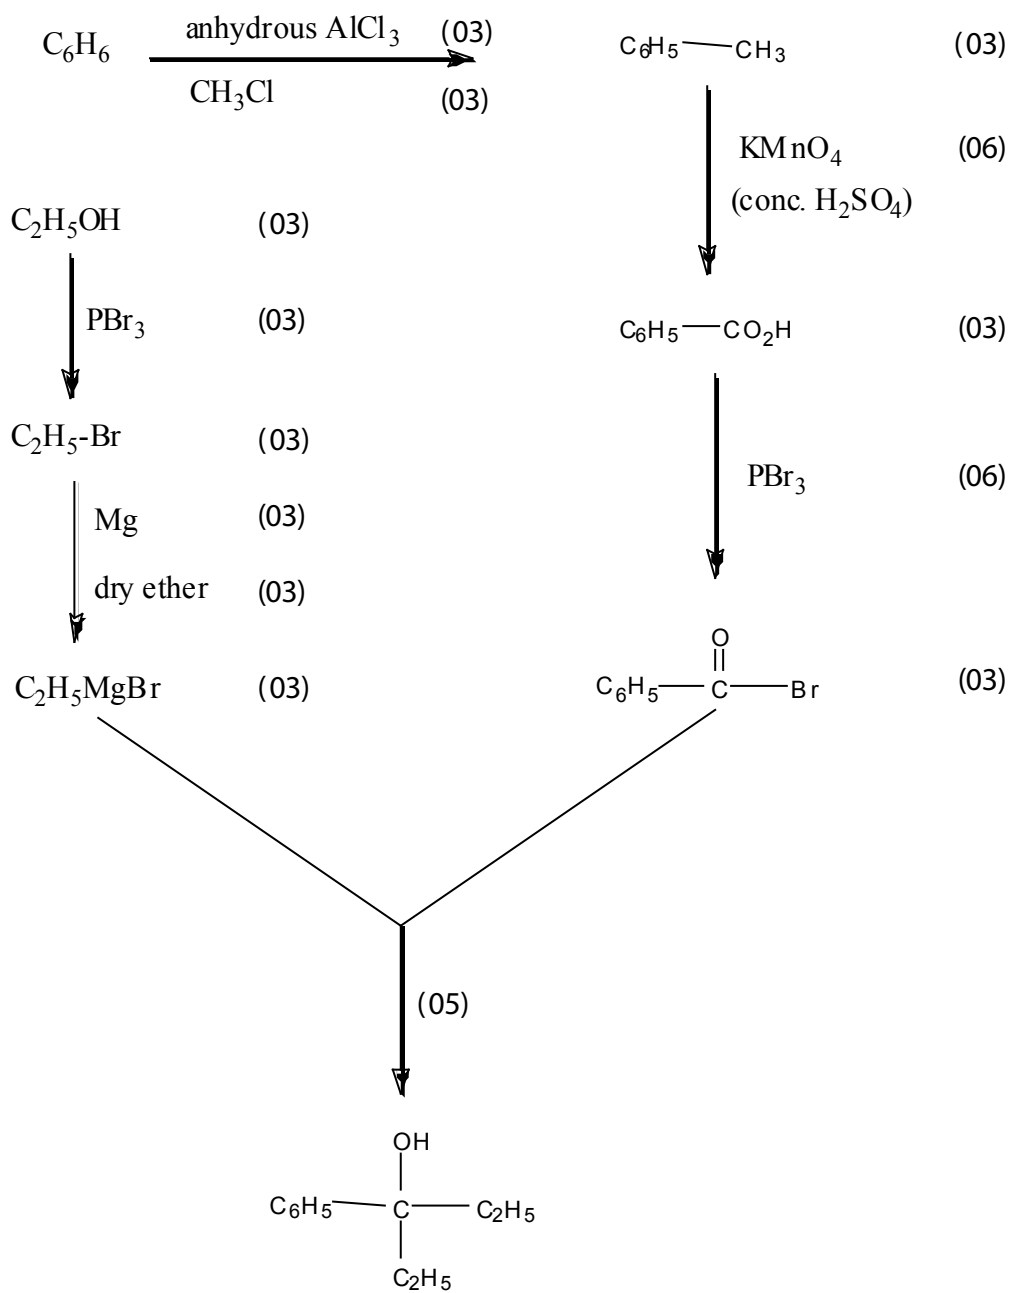 C₆H₆ anhydrous AlCl₃ (03) C₆H₅ CH₃ (03)
CH₃Cl (03)
KMnO₄ (06)
(conc. H₂SO₄)
C₂H₅OH (03)
PBr₃ (03)
C₆H₅ CO₂H (03)
C₂H₅-Br (03)
PBr₃ (06)
Mg (03)
dry ether (03)
O
C₂H₅MgBr (03) C₆H₅ C Br (03)
(05)
OH
C₆H₅ C C₂H₅
C₂H₅